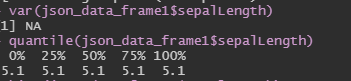 var(json_data_frame1$sepalLength)
1] NA
quantile(json_data_frame1$sepalLength)
0% 25% 50% 75% 100%
5.1 5.1 5.1 5.1 5.1